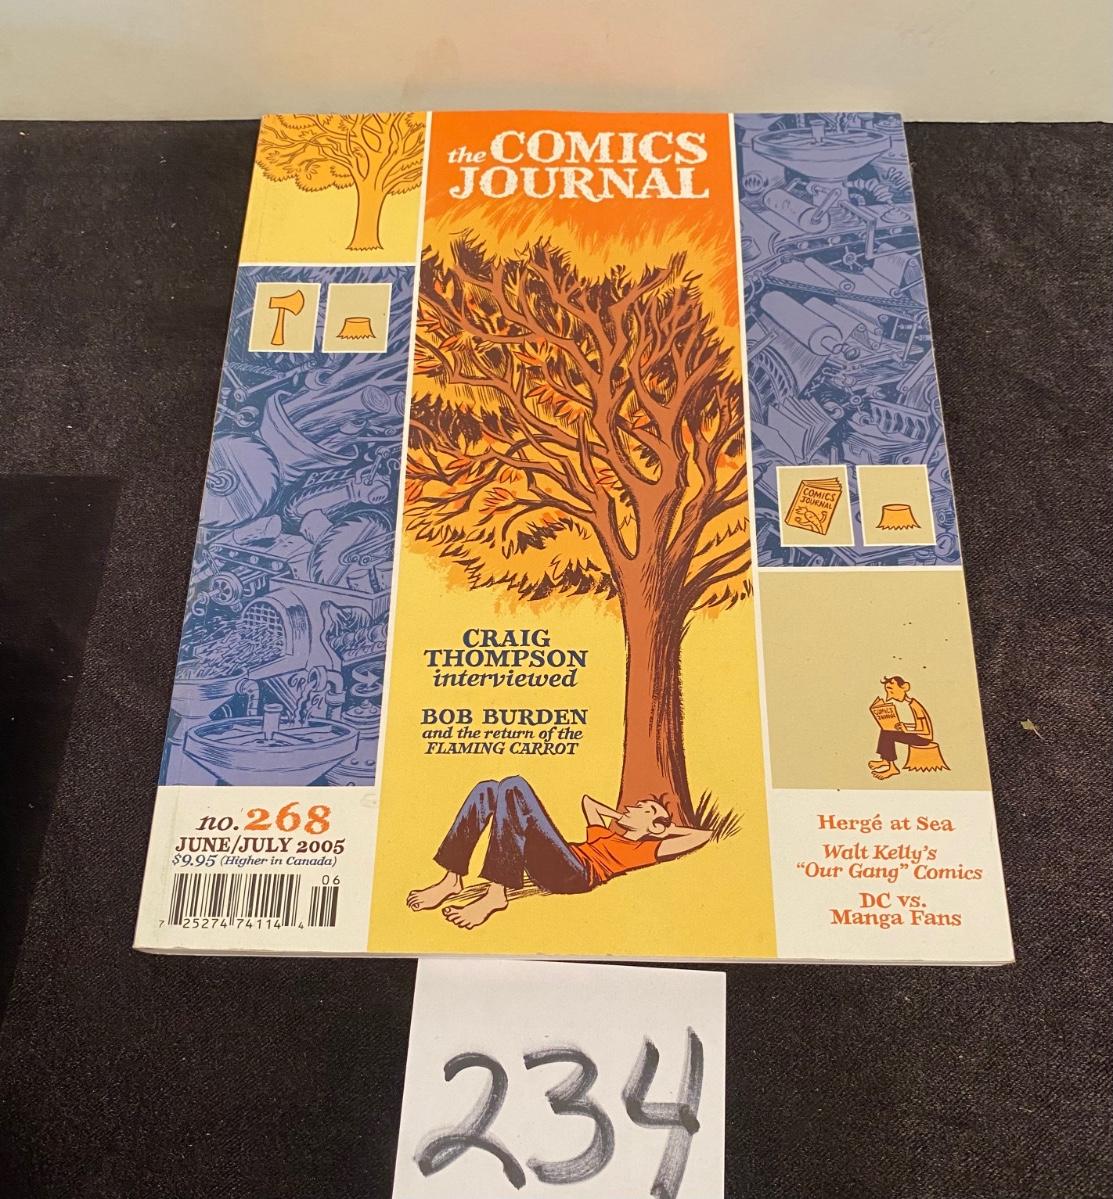 the COMICS
JOURNAL
COMICS
JOURNAL
CRAIG
THOMPSON
interviewed
BOB BURDEN
and the return of the
FLAMING CARROT
COMICS
JOURNAL
no. 268
JUNE/JULY 2005
$9.95 (Higher in Canada)
06
7 25274 74114 4
Hergé at Sea
Walt Kelly's
"Our Gang" Comics
DC vs.
Manga Fans
234